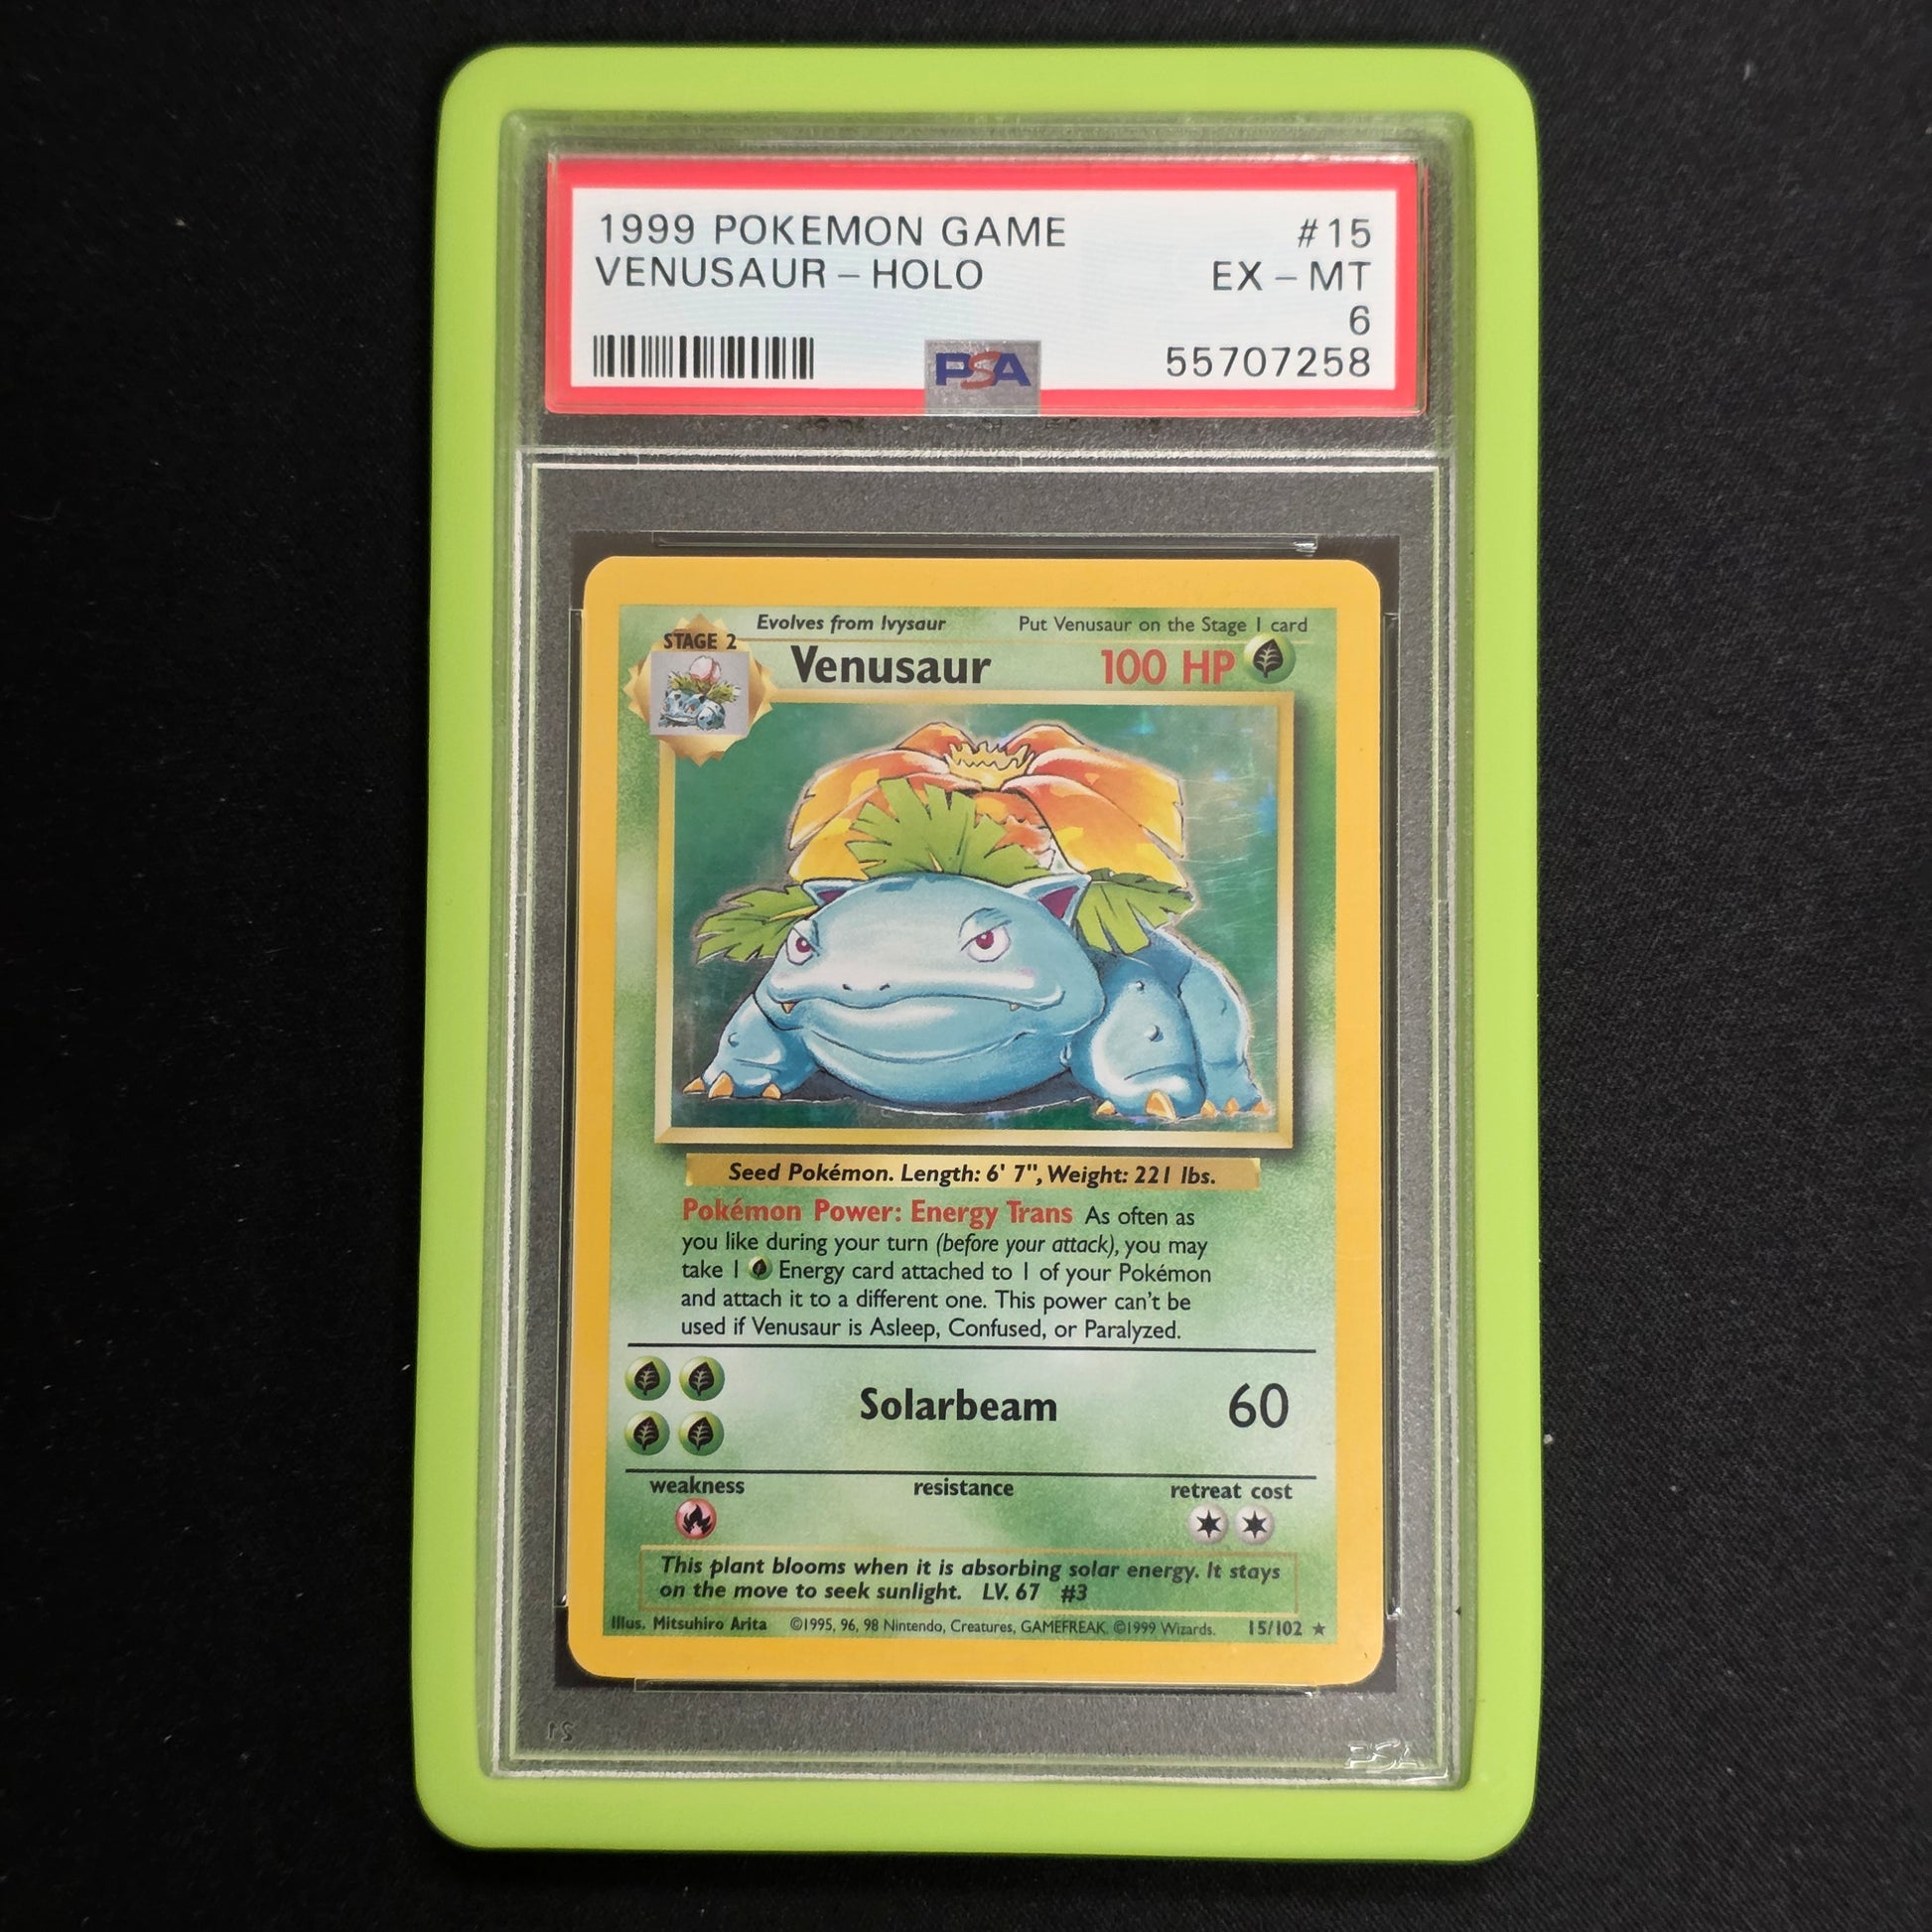 1999 POKEMON GAME #15
VENUSAUR – HOLO EX – MT
6
PSA 55707258
Evolves from Ivysaur Put Venusaur on the Stage 1 card
STAGE 2
Venusaur 100 HP
Seed Pokémon. Length: 6' 7", Weight: 221 lbs.
Pokémon Power: Energy Trans As often as
you like during your turn (before your attack), you may
take 1 Energy card attached to 1 of your Pokémon
and attach it to a different one. This power can't be
used if Venusaur is Asleep, Confused, or Paralyzed.
Solarbeam 60
weakness resistance retreat cost
This plant blooms when it is absorbing solar energy. It stays
on the move to seek sunlight. LV. 67 #3
Illus. Mitsuhiro Arita ©1995, 96, 98 Nintendo, Creatures, GAMEFREAK. ©1999 Wizards. 15/102 ★
PSA